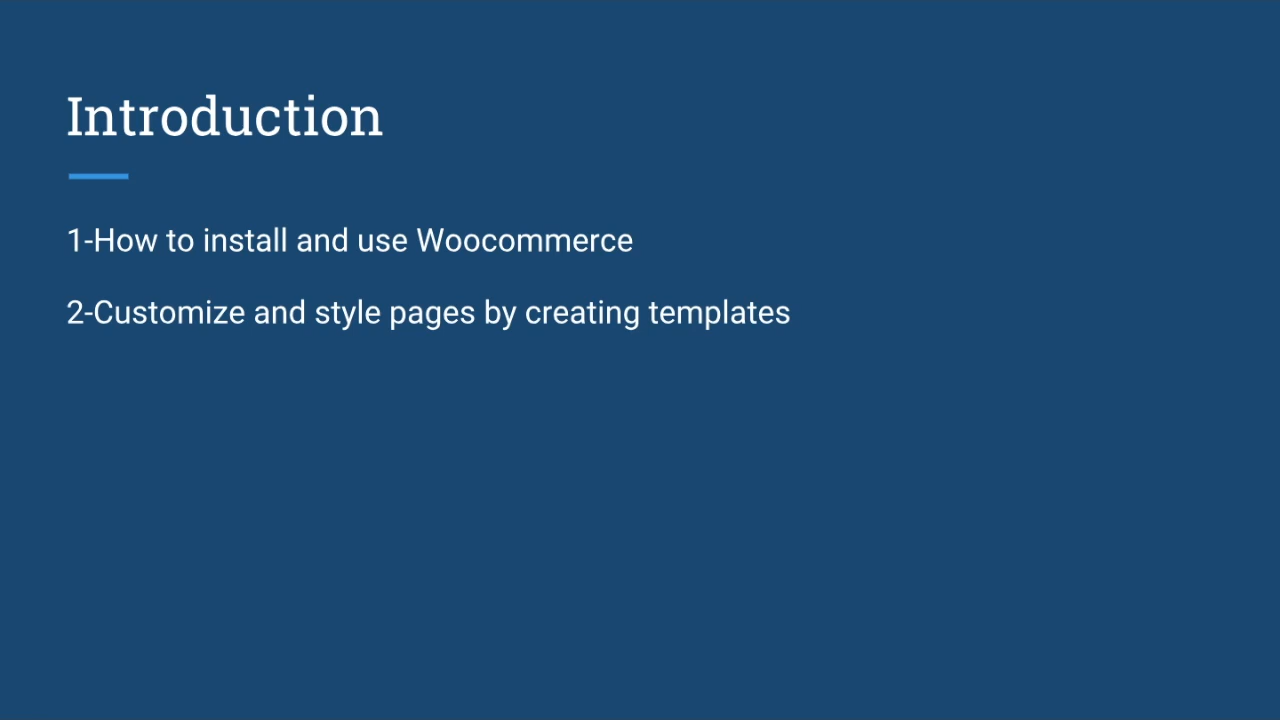 Introduction
1-How to install and use Woocommerce
2-Customize and style pages by creating templates